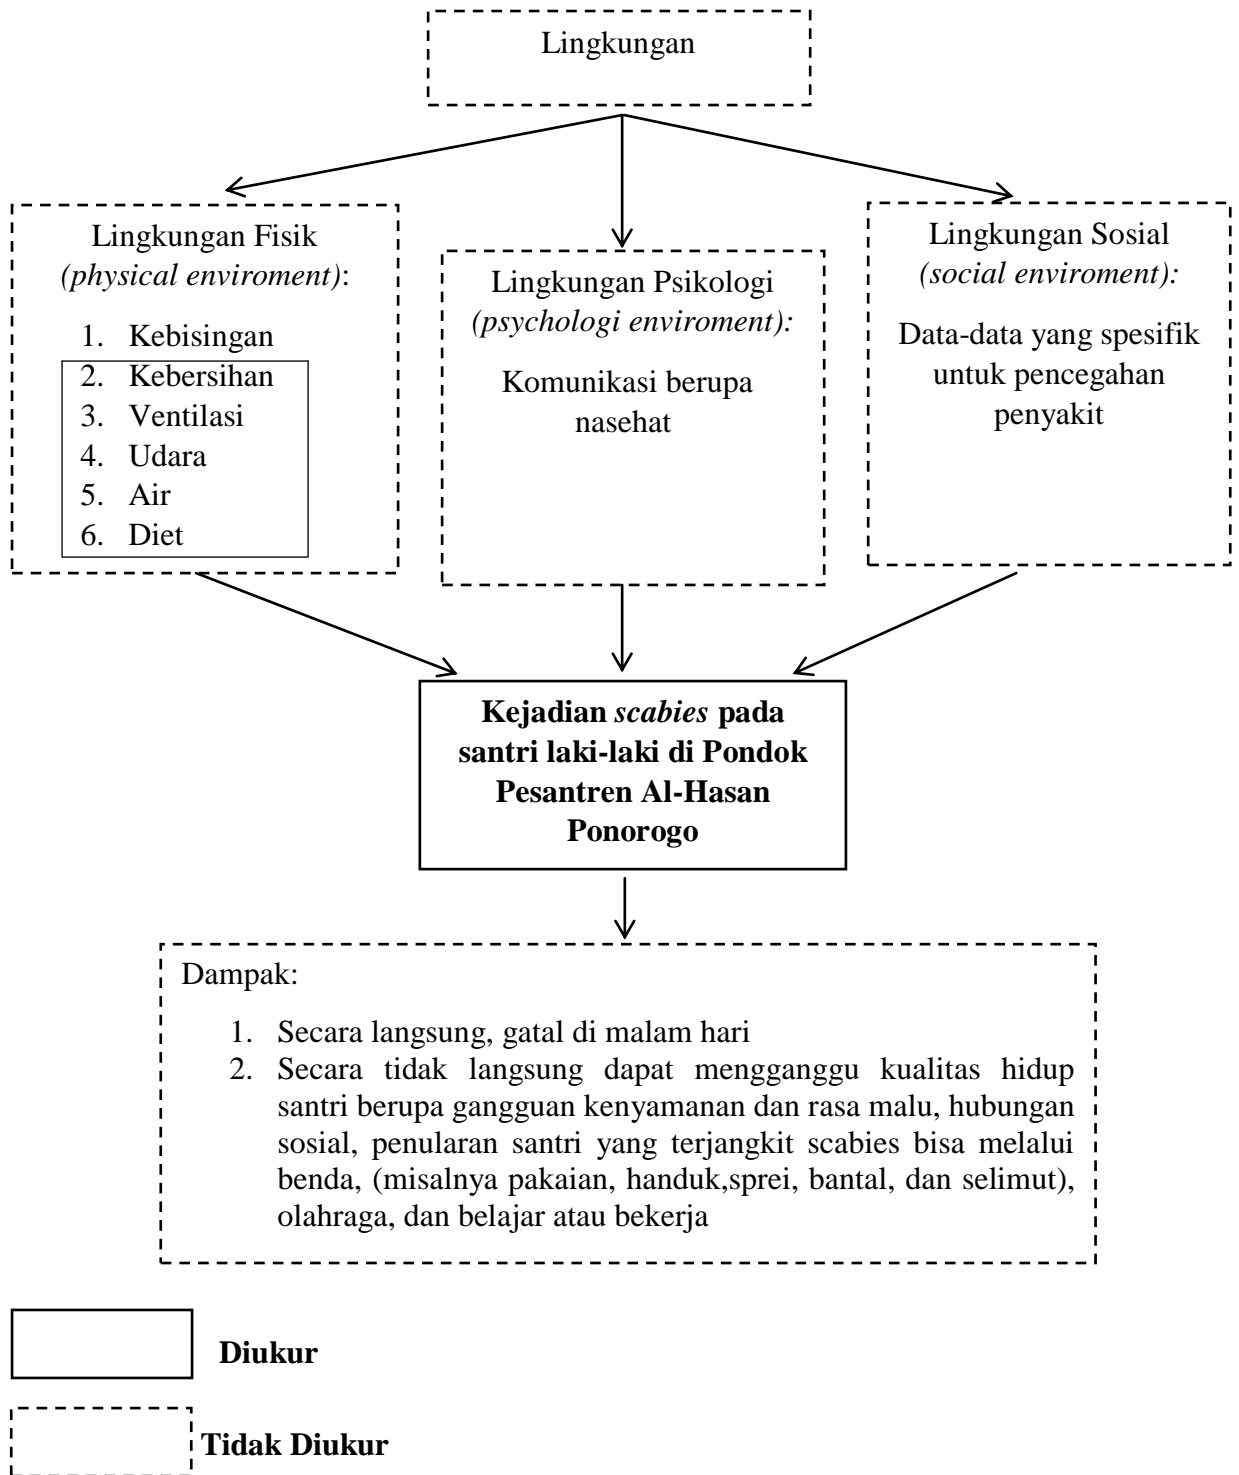 Lingkungan
Lingkungan Fisik
(physical enviroment):
1. Kebisingan
2. Kebersihan
3. Ventilasi
4. Udara
5. Air
6. Diet
Lingkungan Psikologi
(psychologi enviroment):
Komunikasi berupa
nasehat
Lingkungan Sosial
(social enviroment):
Data-data yang spesifik
untuk pencegahan
penyakit
Kejadian scabies pada
santri laki-laki di Pondok
Pesantren Al-Hasan
Ponorogo
Dampak:
1. Secara langsung, gatal di malam hari
2. Secara tidak langsung dapat mengganggu kualitas hidup
santri berupa gangguan kenyamanan dan rasa malu, hubungan
sosial, penularan santri yang terjangkit scabies bisa melalui
benda, (misalnya pakaian, handuk,sprei, bantal, dan selimut),
olahraga, dan belajar atau bekerja
Diukur
Tidak Diukur